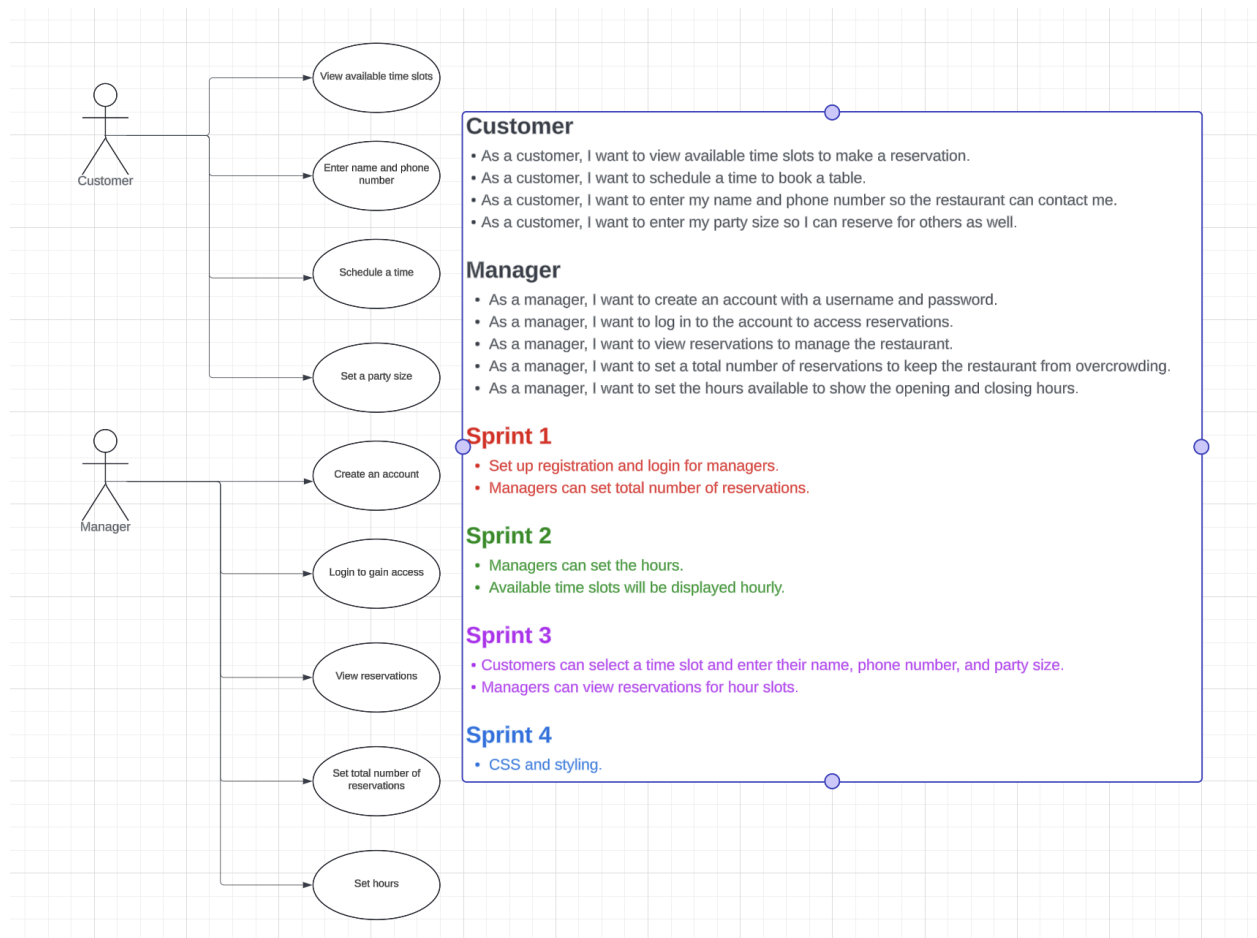 View available time slots
Customer
Enter name and phone
number
Schedule a time
Set a party size
Manager
Create an account
Login to gain access
View reservations
Set total number of
reservations
Set hours
Customer
• As a customer, I want to view available time slots to make a reservation.
• As a customer, I want to schedule a time to book a table.
• As a customer, I want to enter my name and phone number so the restaurant can contact me.
• As a customer, I want to enter my party size so I can reserve for others as well.
Manager
• As a manager, I want to create an account with a username and password.
• As a manager, I want to log in to the account to access reservations.
• As a manager, I want to view reservations to manage the restaurant.
• As a manager, I want to set a total number of reservations to keep the restaurant from overcrowding.
• As a manager, I want to set the hours available to show the opening and closing hours.
Sprint 1
• Set up registration and login for managers.
• Managers can set total number of reservations.
Sprint 2
• Managers can set the hours.
• Available time slots will be displayed hourly.
Sprint 3
• Customers can select a time slot and enter their name, phone number, and party size.
• Managers can view reservations for hour slots.
Sprint 4
• CSS and styling.